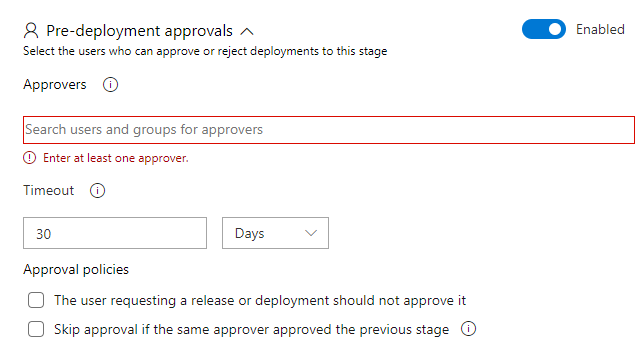 Pre-deployment approvals
Enabled
Select the users who can approve or reject deployments to this stage
Approvers
Search users and groups for approvers
Enter at least one approver.
Timeout
30
Days
Approval policies
The user requesting a release or deployment should not approve it
Skip approval if the same approver approved the previous stage